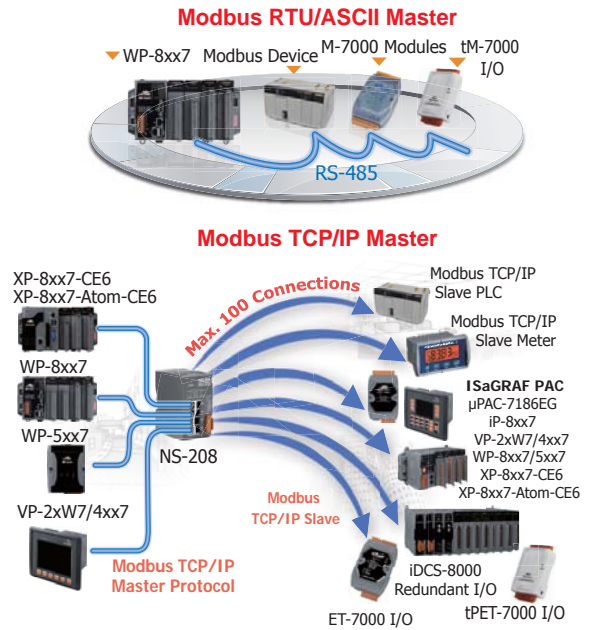 Modbus RTU/ASCII Master
WP-8xx7
Modbus Device
M-7000 Modules
tM-7000
I/O
RS-485
Modbus TCP/IP Master
XP-8xx7-CE6
XP-8xx7-Atom-CE6
WP-8xx7
WP-5xx7
VP-2xW7/4xx7
NS-208
Max. 100 Connections
Modbus TCP/IP
Master Protocol
Modbus
TCP/IP Slave
Modbus TCP/IP
Slave PLC
Modbus TCP/IP
Slave Meter
ISaGRAF PAC
μPAC-7186EG
iP-8xx7
VP-2xW7/4xx7
WP-8xx7/5xx7
XP-8xx7-CE6
XP-8xx7-Atom-CE6
iDCS-8000
Redundant I/O
ET-7000 I/O
tPET-7000 I/O